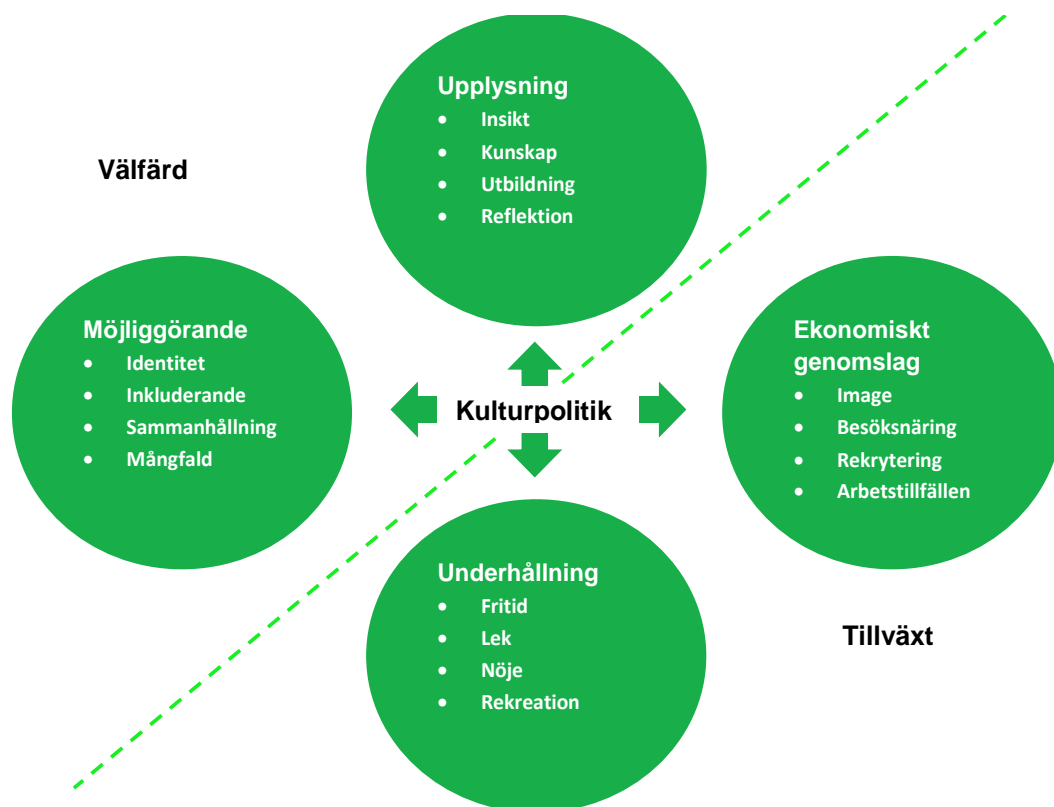 Upplysning
• Insikt
• Kunskap
• Utbildning
• Reflektion
Välfärd
Möjliggörande
• Identitet
• Inkluderande
• Sammanhållning
• Mångfald
Kulturpolitik
Ekonomiskt
genomslag
• Image
• Besöksnäring
• Rekrytering
• Arbetstillfällen
Underhållning
• Fritid
• Lek
• Nöje
• Rekreation
Tillväxt